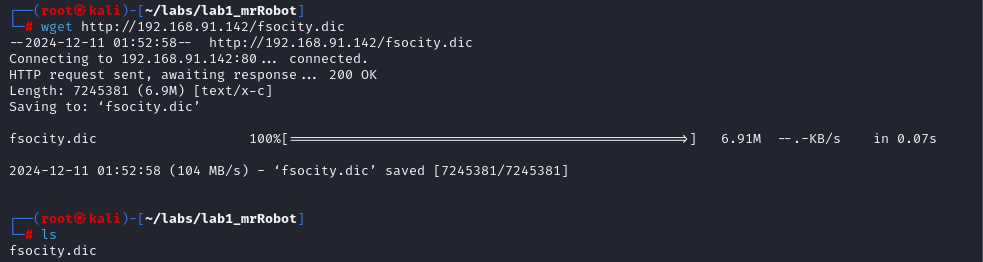 ┌──(root㉿kali)-[~/labs/lab1_mrRobot]
└─# wget http://192.168.91.142/fsocity.dic
--2024-12-11 01:52:58--  http://192.168.91.142/fsocity.dic
Connecting to 192.168.91.142:80... connected.
HTTP request sent, awaiting response... 200 OK
Length: 7245381 (6.9M) [text/x-c]
Saving to: ‘fsocity.dic’
fsocity.dic                   100%[=================================================>]   6.91M  --.-KB/s    in 0.07s
2024-12-11 01:52:58 (104 MB/s) - ‘fsocity.dic’ saved [7245381/7245381]
┌──(root㉿kali)-[~/labs/lab1_mrRobot]
└─# ls
fsocity.dic